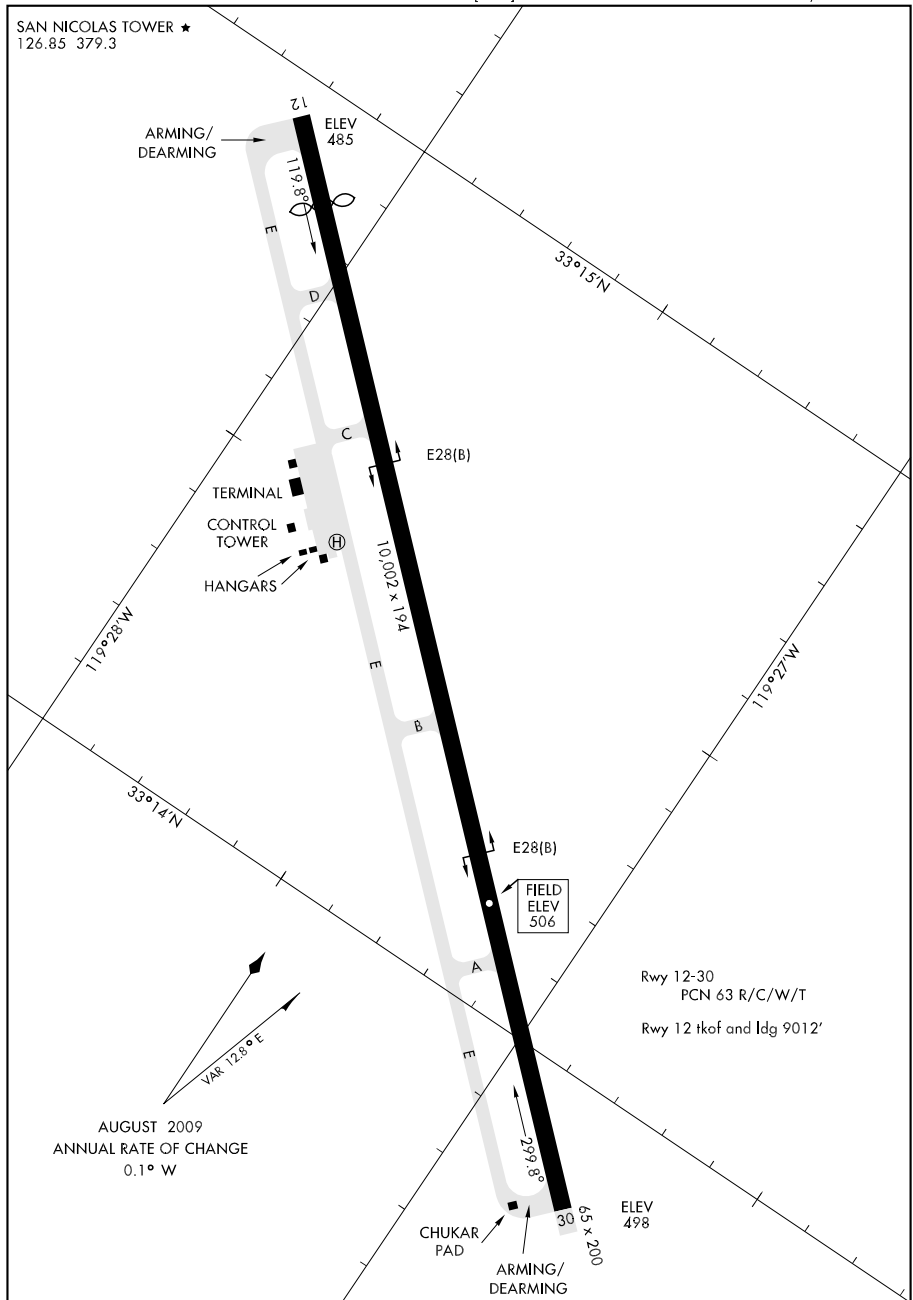 SAN NICOLAS TOWER ★
126.85 379.3
12
ELEV
485
ARMING/
DEARMING
119.8°
E
D
33°15'N
C
E28(B)
TERMINAL
CONTROL
TOWER
H
HANGARS
10,002 x 194
119°28'W
E
119°27'W
B
33°14'N
E28(B)
FIELD
ELEV
506
A
Rwy 12-30
PCN 63 R/C/W/T
Rwy 12 tkof and ldg 9012'
VAR 12.8° E
E
AUGUST 2009
ANNUAL RATE OF CHANGE
0.1° W
299.8°
30
65 x 200
ELEV
498
CHUKAR
PAD
ARMING/
DEARMING